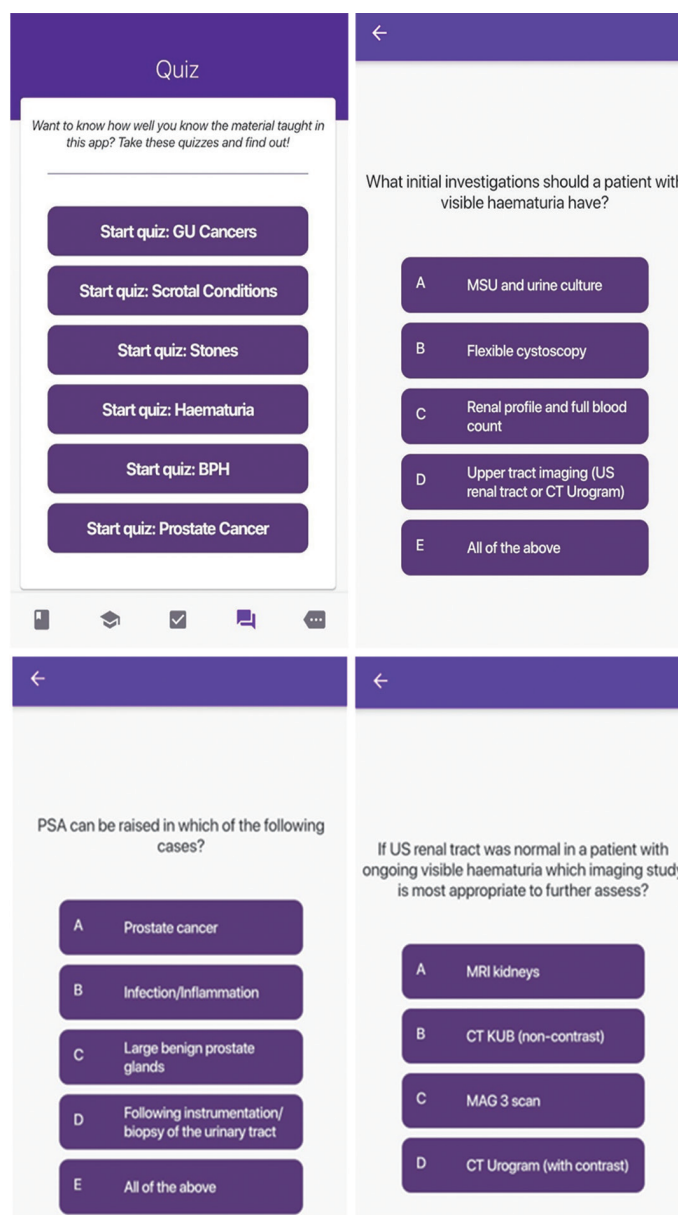 Quiz
Want to know how well you know the material taught in
this app? Take these quizzes and find out!
Start quiz: GU Cancers
Start quiz: Scrotal Conditions
Start quiz: Stones
Start quiz: Haematuria
Start quiz: BPH
Start quiz: Prostate Cancer
What initial investigations should a patient with
visible haematuria have?
A
MSU and urine culture
B
Flexible cystoscopy
C
Renal profile and full blood
count
D
Upper tract imaging (US
renal tract or CT Urogram)
E
All of the above
PSA can be raised in which of the following
cases?
A
Prostate cancer
B
Infection/Inflammation
C
Large benign prostate
glands
D
Following instrumentation/
biopsy of the urinary tract
E
All of the above
If US renal tract was normal in a patient with
ongoing visible haematuria which imaging study
is most appropriate to further assess?
A
MRI kidneys
B
CT KUB (non-contrast)
C
MAG 3 scan
D
CT Urogram (with contrast)